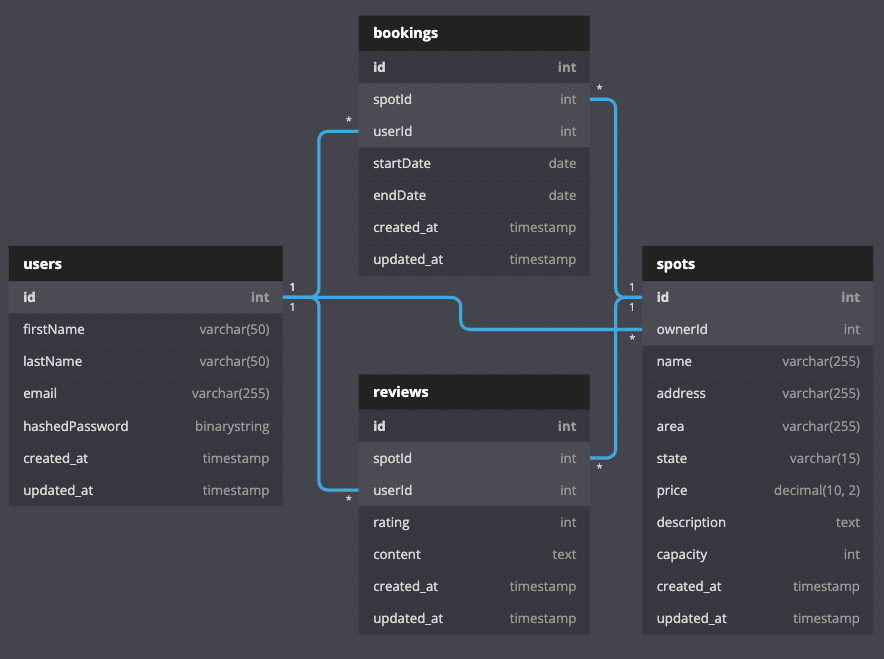 bookings
id int
spotId int
userId int
startDate date
endDate date
created_at timestamp
updated_at timestamp
* *
users
id int
firstName varchar(50)
lastName varchar(50)
email varchar(255)
hashedPassword binarystring
created_at timestamp
updated_at timestamp
1
1
reviews
id int
spotId int
userId int
rating int
content text
created_at timestamp
updated_at timestamp
* *
spots
id int
ownerId int
name varchar(255)
address varchar(255)
area varchar(255)
state varchar(15)
price decimal(10, 2)
description text
capacity int
created_at timestamp
updated_at timestamp
1
1
*